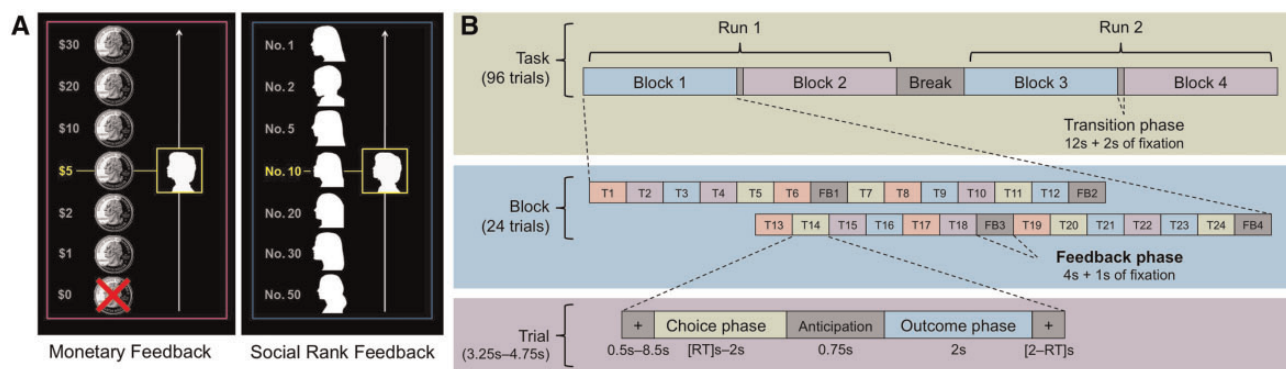 A
$30
$20
$10
$5
$2
$1
$0
Monetary Feedback
No. 1
No. 2
No. 5
No. 10
No. 20
No. 30
No. 50
Social Rank Feedback
B
Run 1
Run 2
Task
(96 trials)
Block 1
Block 2
Break
Block 3
Block 4
Transition phase
12s + 2s of fixation
Block
(24 trials)
T1 T2 T3 T4 T5 T6 FB1 T7 T8 T9 T10 T11 T12 FB2
T13 T14 T15 T16 T17 T18 FB3 T19 T20 T21 T22 T23 T24 FB4
Feedback phase
4s + 1s of fixation
Trial
(3.25s–4.75s)
+ Choice phase Anticipation Outcome phase +
0.5s–8.5s [RT]s–2s 0.75s 2s [2–RT]s